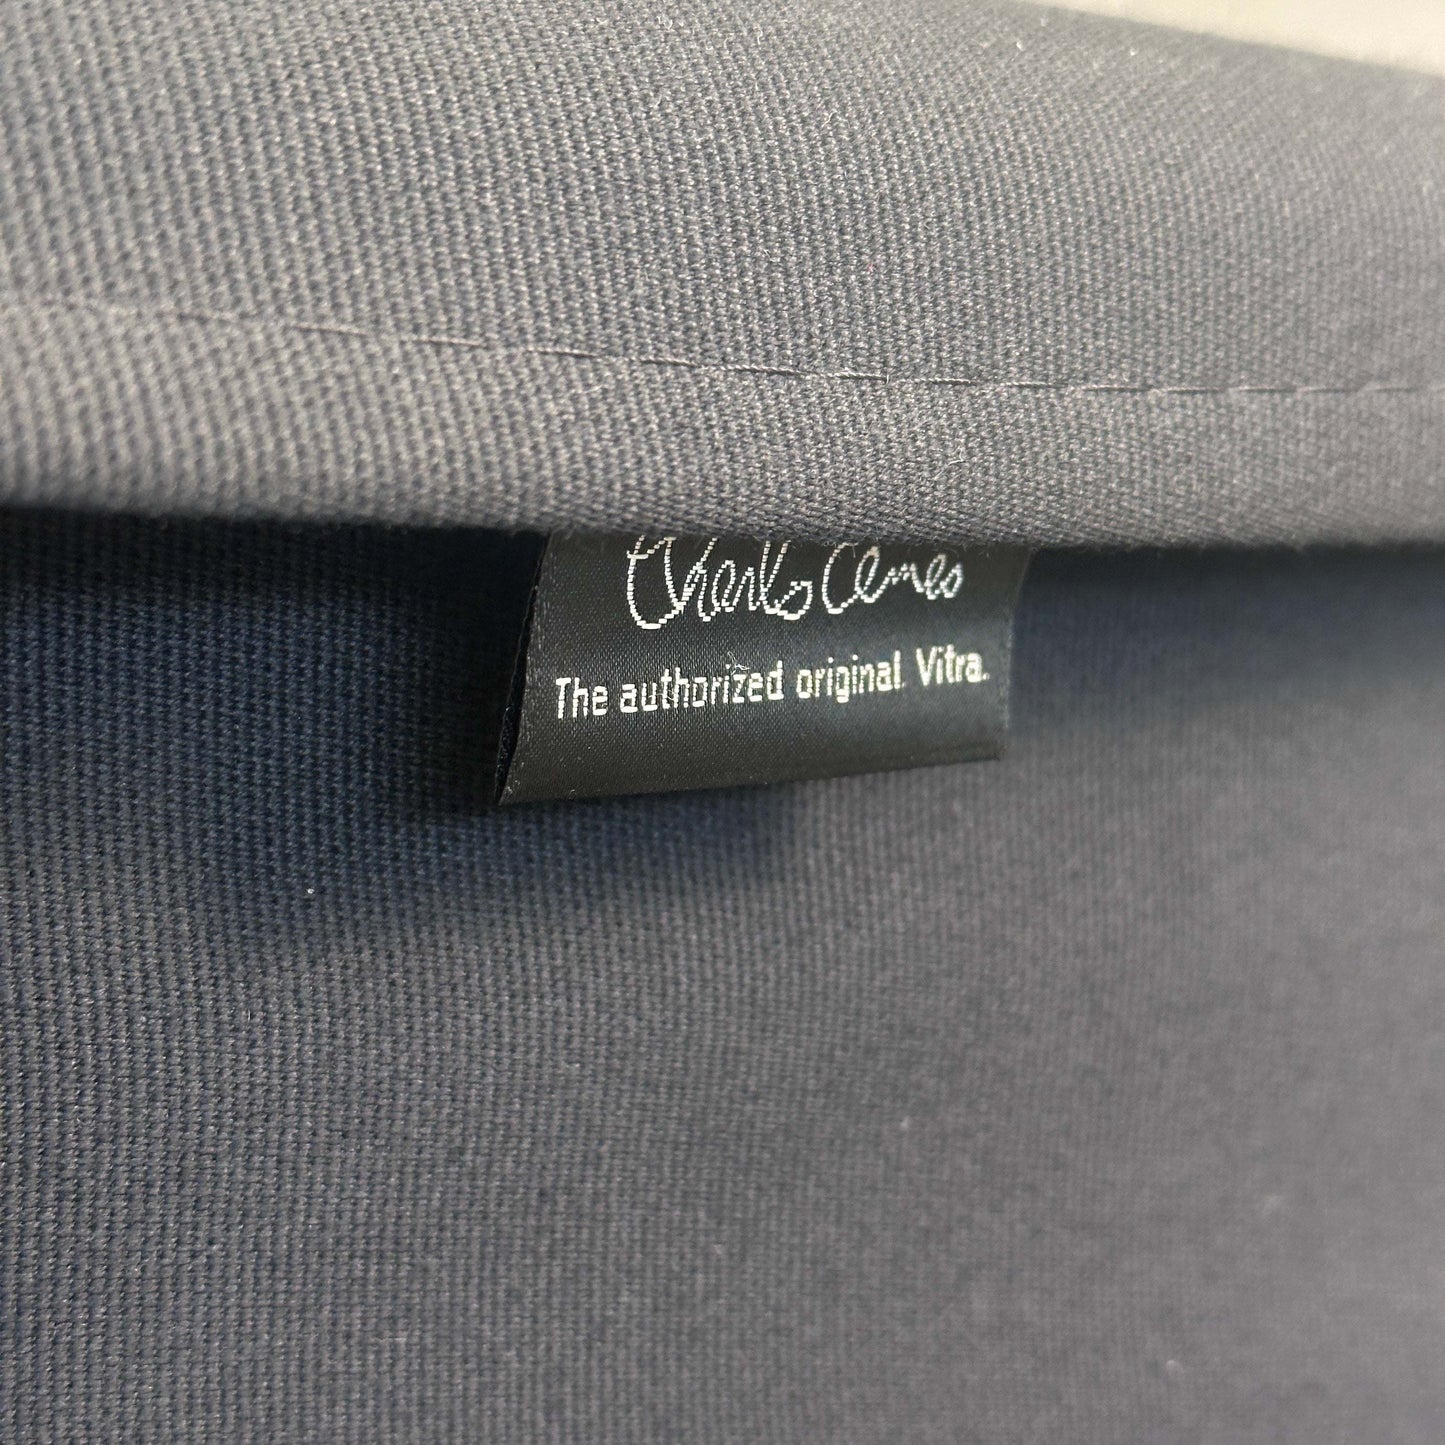 Charles Eames
The authorized original. Vitra.